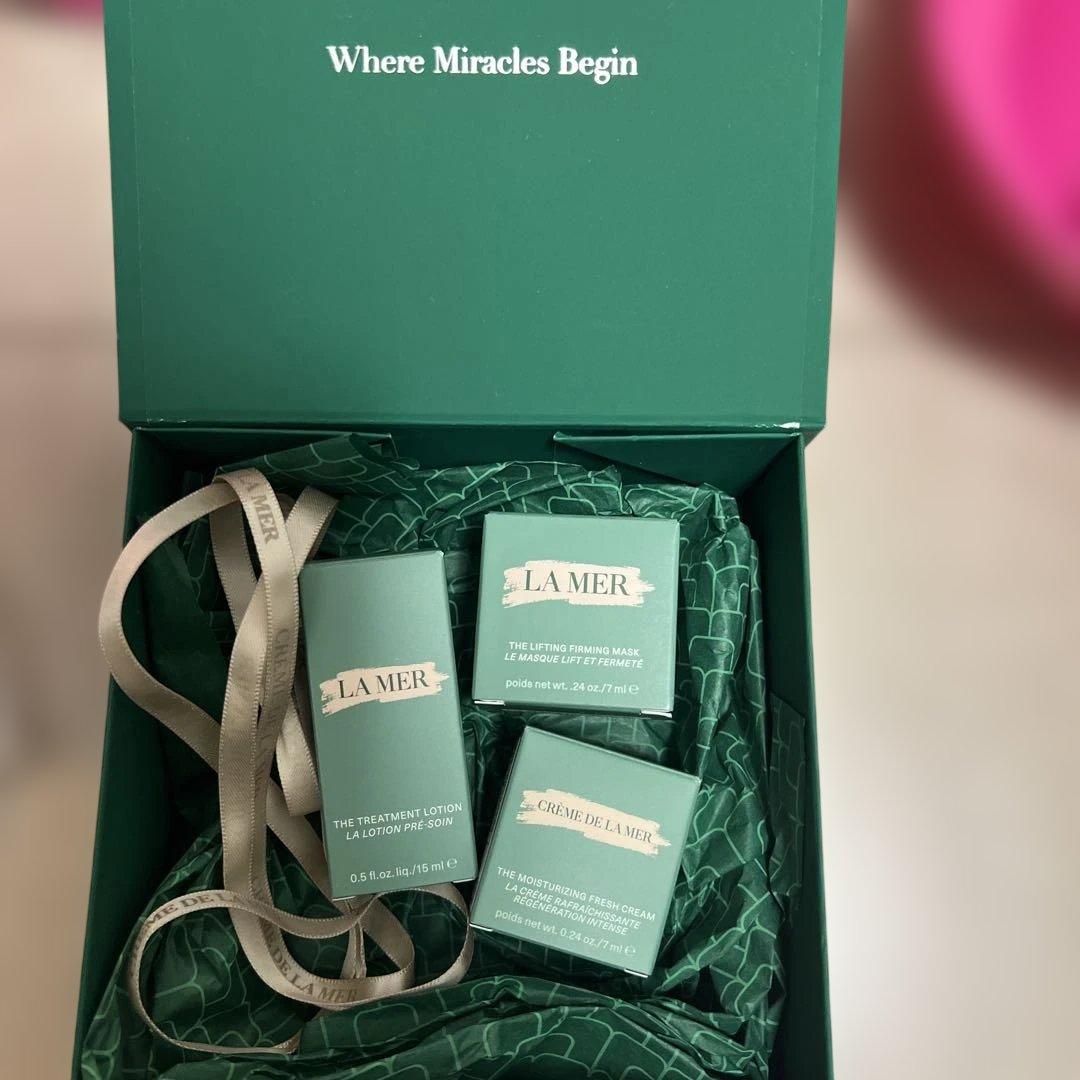 Where Miracles Begin
LA MER
THE LIFTING FIRMING MASK
LE MASQUE LIFT ET FERMETÉ
poids net wt. .24 oz./7 ml ℮
LA MER
THE TREATMENT LOTION
LA LOTION PRÉ-SOIN
0.5 fl.oz. liq./15 ml ℮
CRÈME DE LA MER
THE MOISTURIZING FRESH CREAM
LA CRÈME RAFRAÎCHISSANTE
RÉGÉNÉRATION INTENSE
poids net wt. 0.24 oz./7 ml ℮
LA MER
DE LA MER